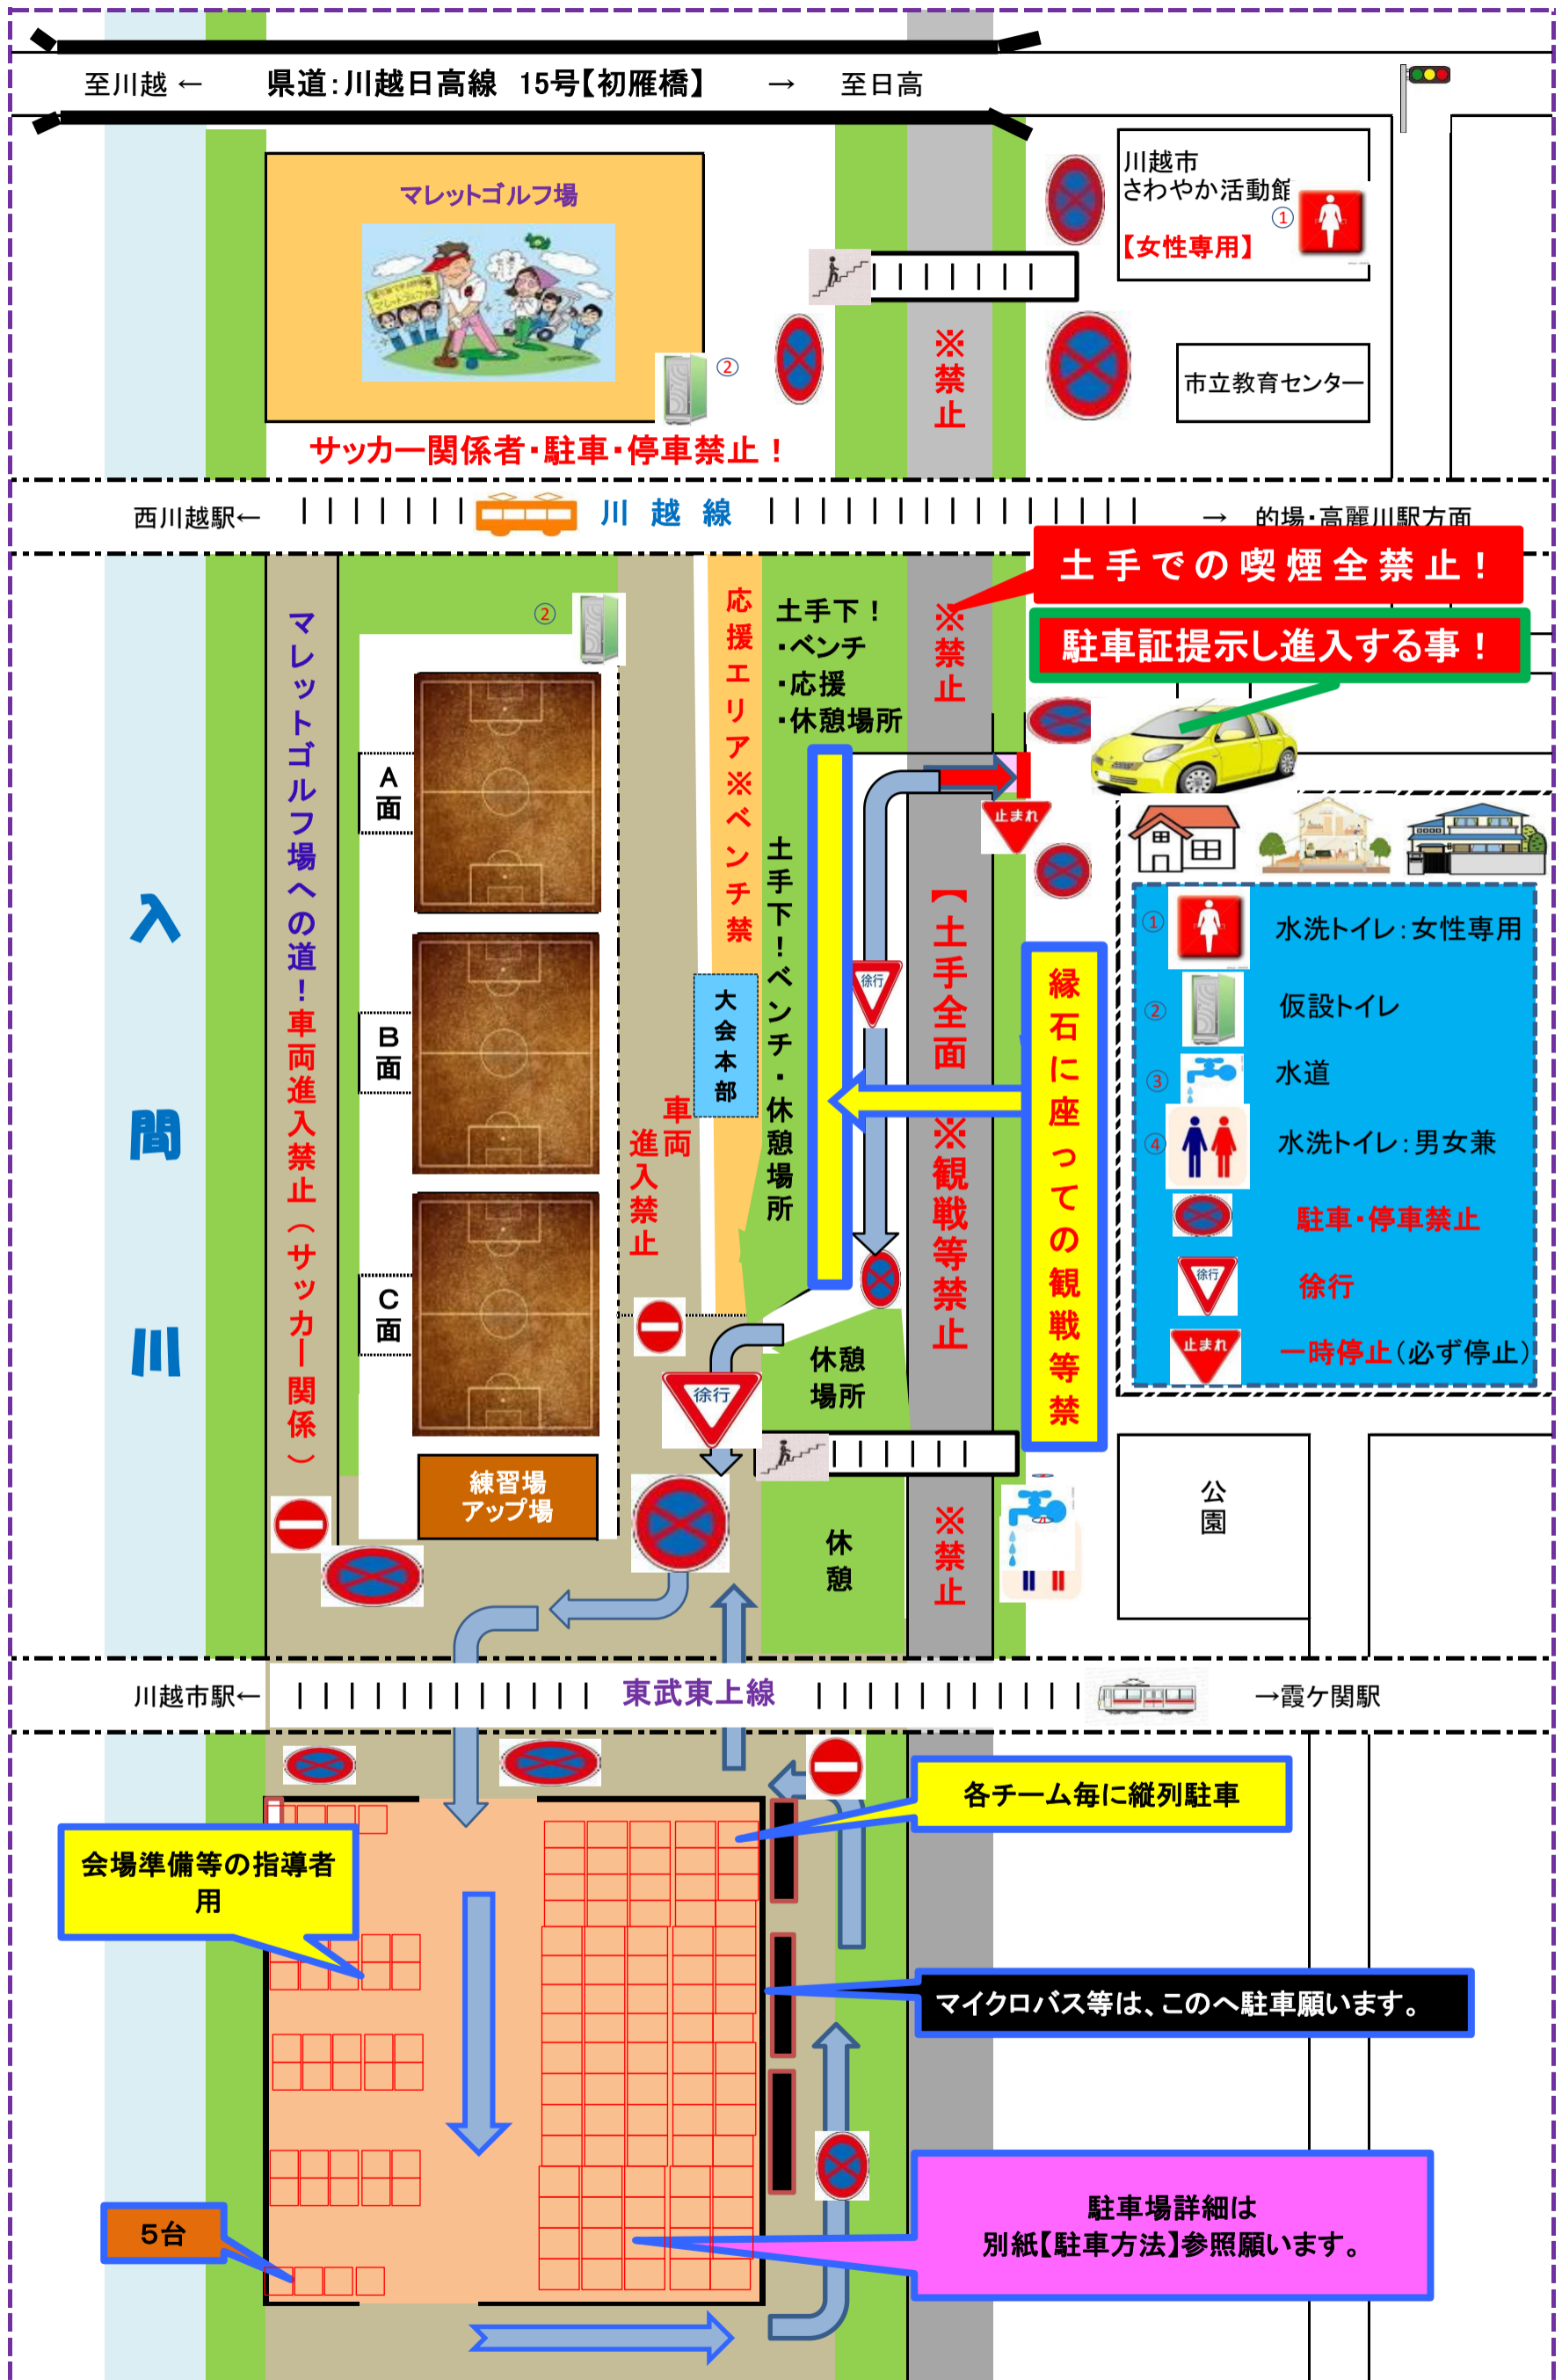 至川越 ← 県道：川越日高線 15号【初雁橋】 → 至日高
マレットゴルフ場
②
サッカー関係者・駐車・停車禁止！
川越市
さわやか活動館
①
【女性専用】
市立教育センター
※禁止
西川越駅← 川越線 → 的場・高麗川駅方面
土手での喫煙全禁止！
駐車証提示し進入する事！
マレットゴルフ場への道！車両進入禁止（サッカー関係）
②
応援エリア※ベンチ禁
土手下！
・ベンチ
・応援
・休憩場所
※禁止
A面
B面
C面
練習場
アップ場
入間川
大会本部
車両
進入禁止
土手下！ベンチ・休憩場所
止まれ
徐行
【土手全面 ※観戦等禁止
縁石に座っての観戦等禁
① 水洗トイレ：女性専用
② 仮設トイレ
③ 水道
④ 水洗トイレ：男女兼
駐車・停車禁止
徐行 徐行
止まれ 一時停止（必ず停止）
徐行
休憩
場所
休憩
※禁止
公園
川越市駅← 東武東上線 →霞ケ関駅
各チーム毎に縦列駐車
会場準備等の指導者
用
マイクロバス等は、このへ駐車願います。
5台
駐車場詳細は
別紙【駐車方法】参照願います。